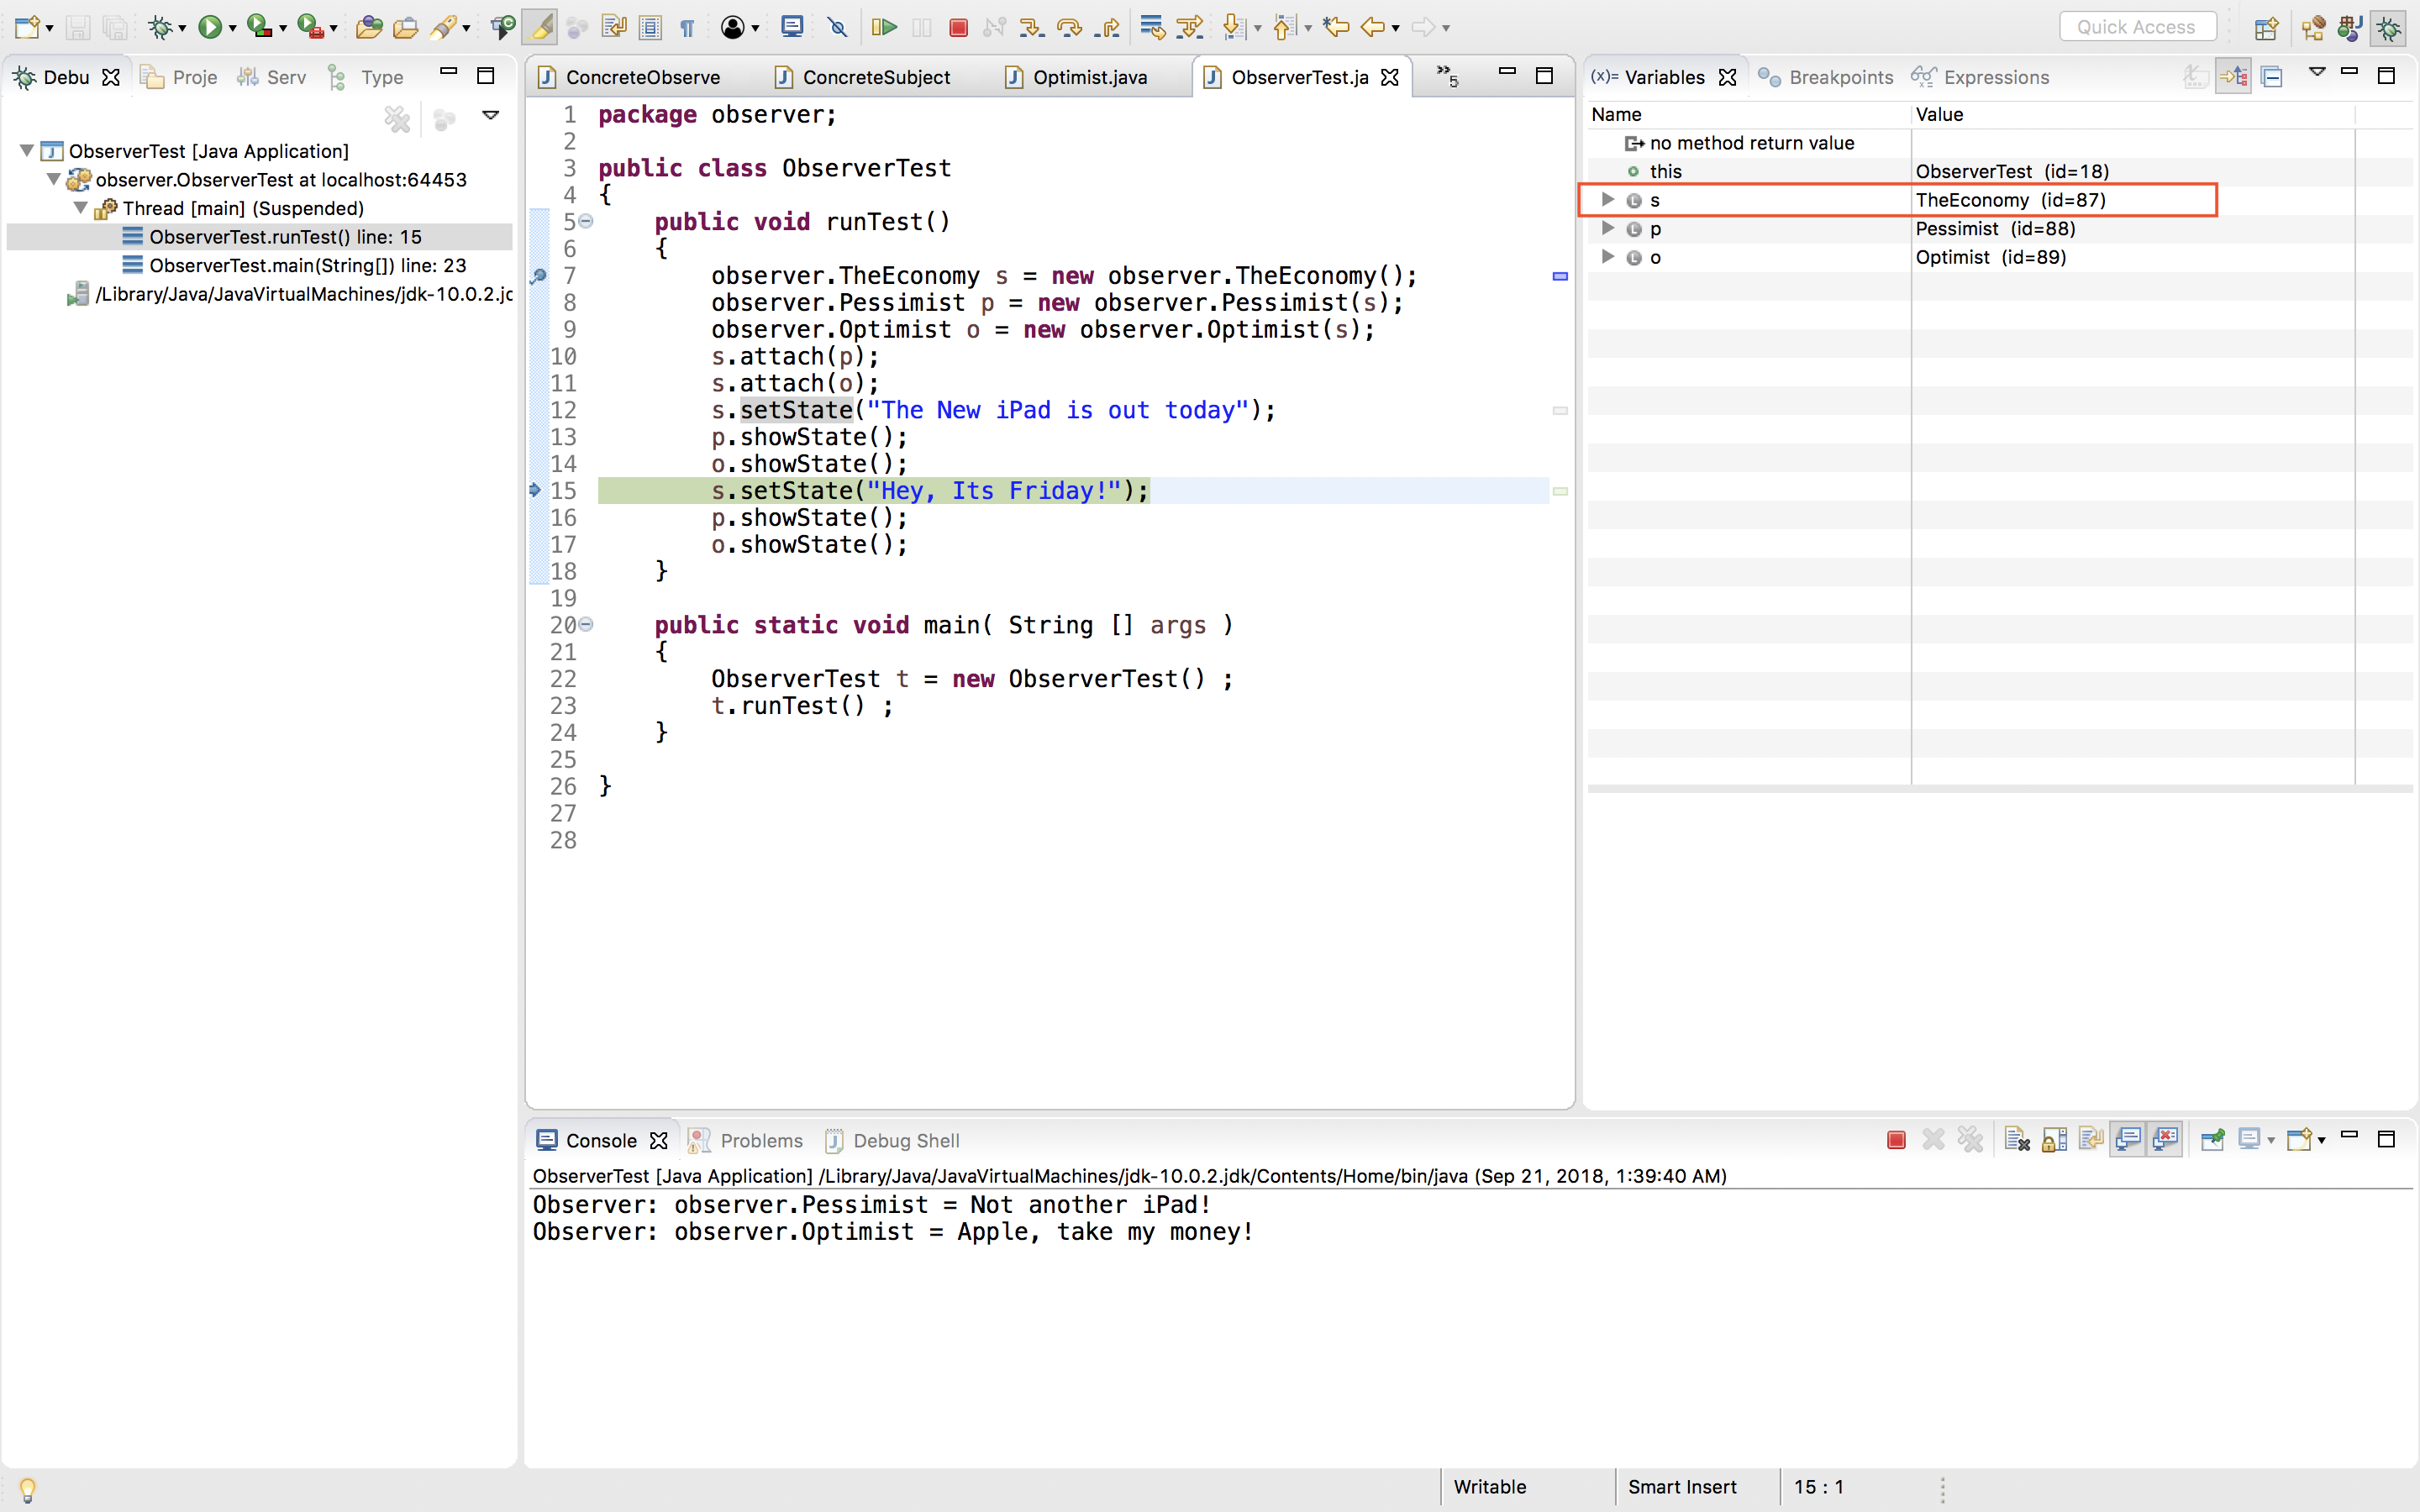 Quick Access
Debu
Proje
Serv
Type
ObserverTest [Java Application]
observer.ObserverTest at localhost:64453
Thread [main] (Suspended)
ObserverTest.runTest() line: 15
ObserverTest.main(String[]) line: 23
/Library/Java/JavaVirtualMachines/jdk-10.0.2.jc
ConcreteObserve
ConcreteSubject
Optimist.java
ObserverTest.ja
»5
1 package observer;
2
3 public class ObserverTest
4 {
5 public void runTest()
6 {
7 observer.TheEconomy s = new observer.TheEconomy();
8 observer.Pessimist p = new observer.Pessimist(s);
9 observer.Optimist o = new observer.Optimist(s);
10 s.attach(p);
11 s.attach(o);
12 s.setState("The New iPad is out today");
13 p.showState();
14 o.showState();
15 s.setState("Hey, Its Friday!");
16 p.showState();
17 o.showState();
18 }
19
20 public static void main( String [] args )
21 {
22 ObserverTest t = new ObserverTest() ;
23 t.runTest() ;
24 }
25
26 }
27
28
(x)= Variables
Breakpoints
Expressions
Name Value
no method return value
this ObserverTest (id=18)
s TheEconomy (id=87)
p Pessimist (id=88)
o Optimist (id=89)
Console
Problems
Debug Shell
ObserverTest [Java Application] /Library/Java/JavaVirtualMachines/jdk-10.0.2.jdk/Contents/Home/bin/java (Sep 21, 2018, 1:39:40 AM)
Observer: observer.Pessimist = Not another iPad!
Observer: observer.Optimist = Apple, take my money!
Writable
Smart Insert
15 : 1